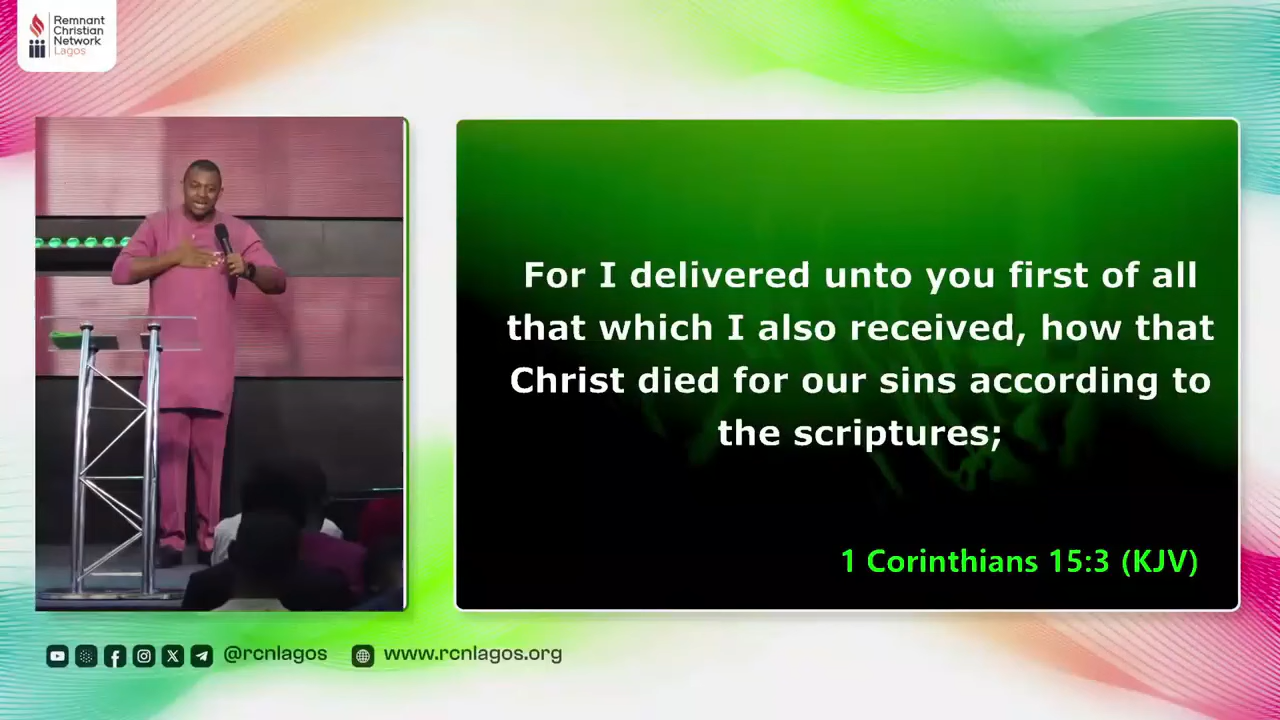 Remnant
Christian
Network
Lagos
For I delivered unto you first of all
that which I also received, how that
Christ died for our sins according to
the scriptures;
1 Corinthians 15:3 (KJV)
@rcnlagos www.rcnlagos.org